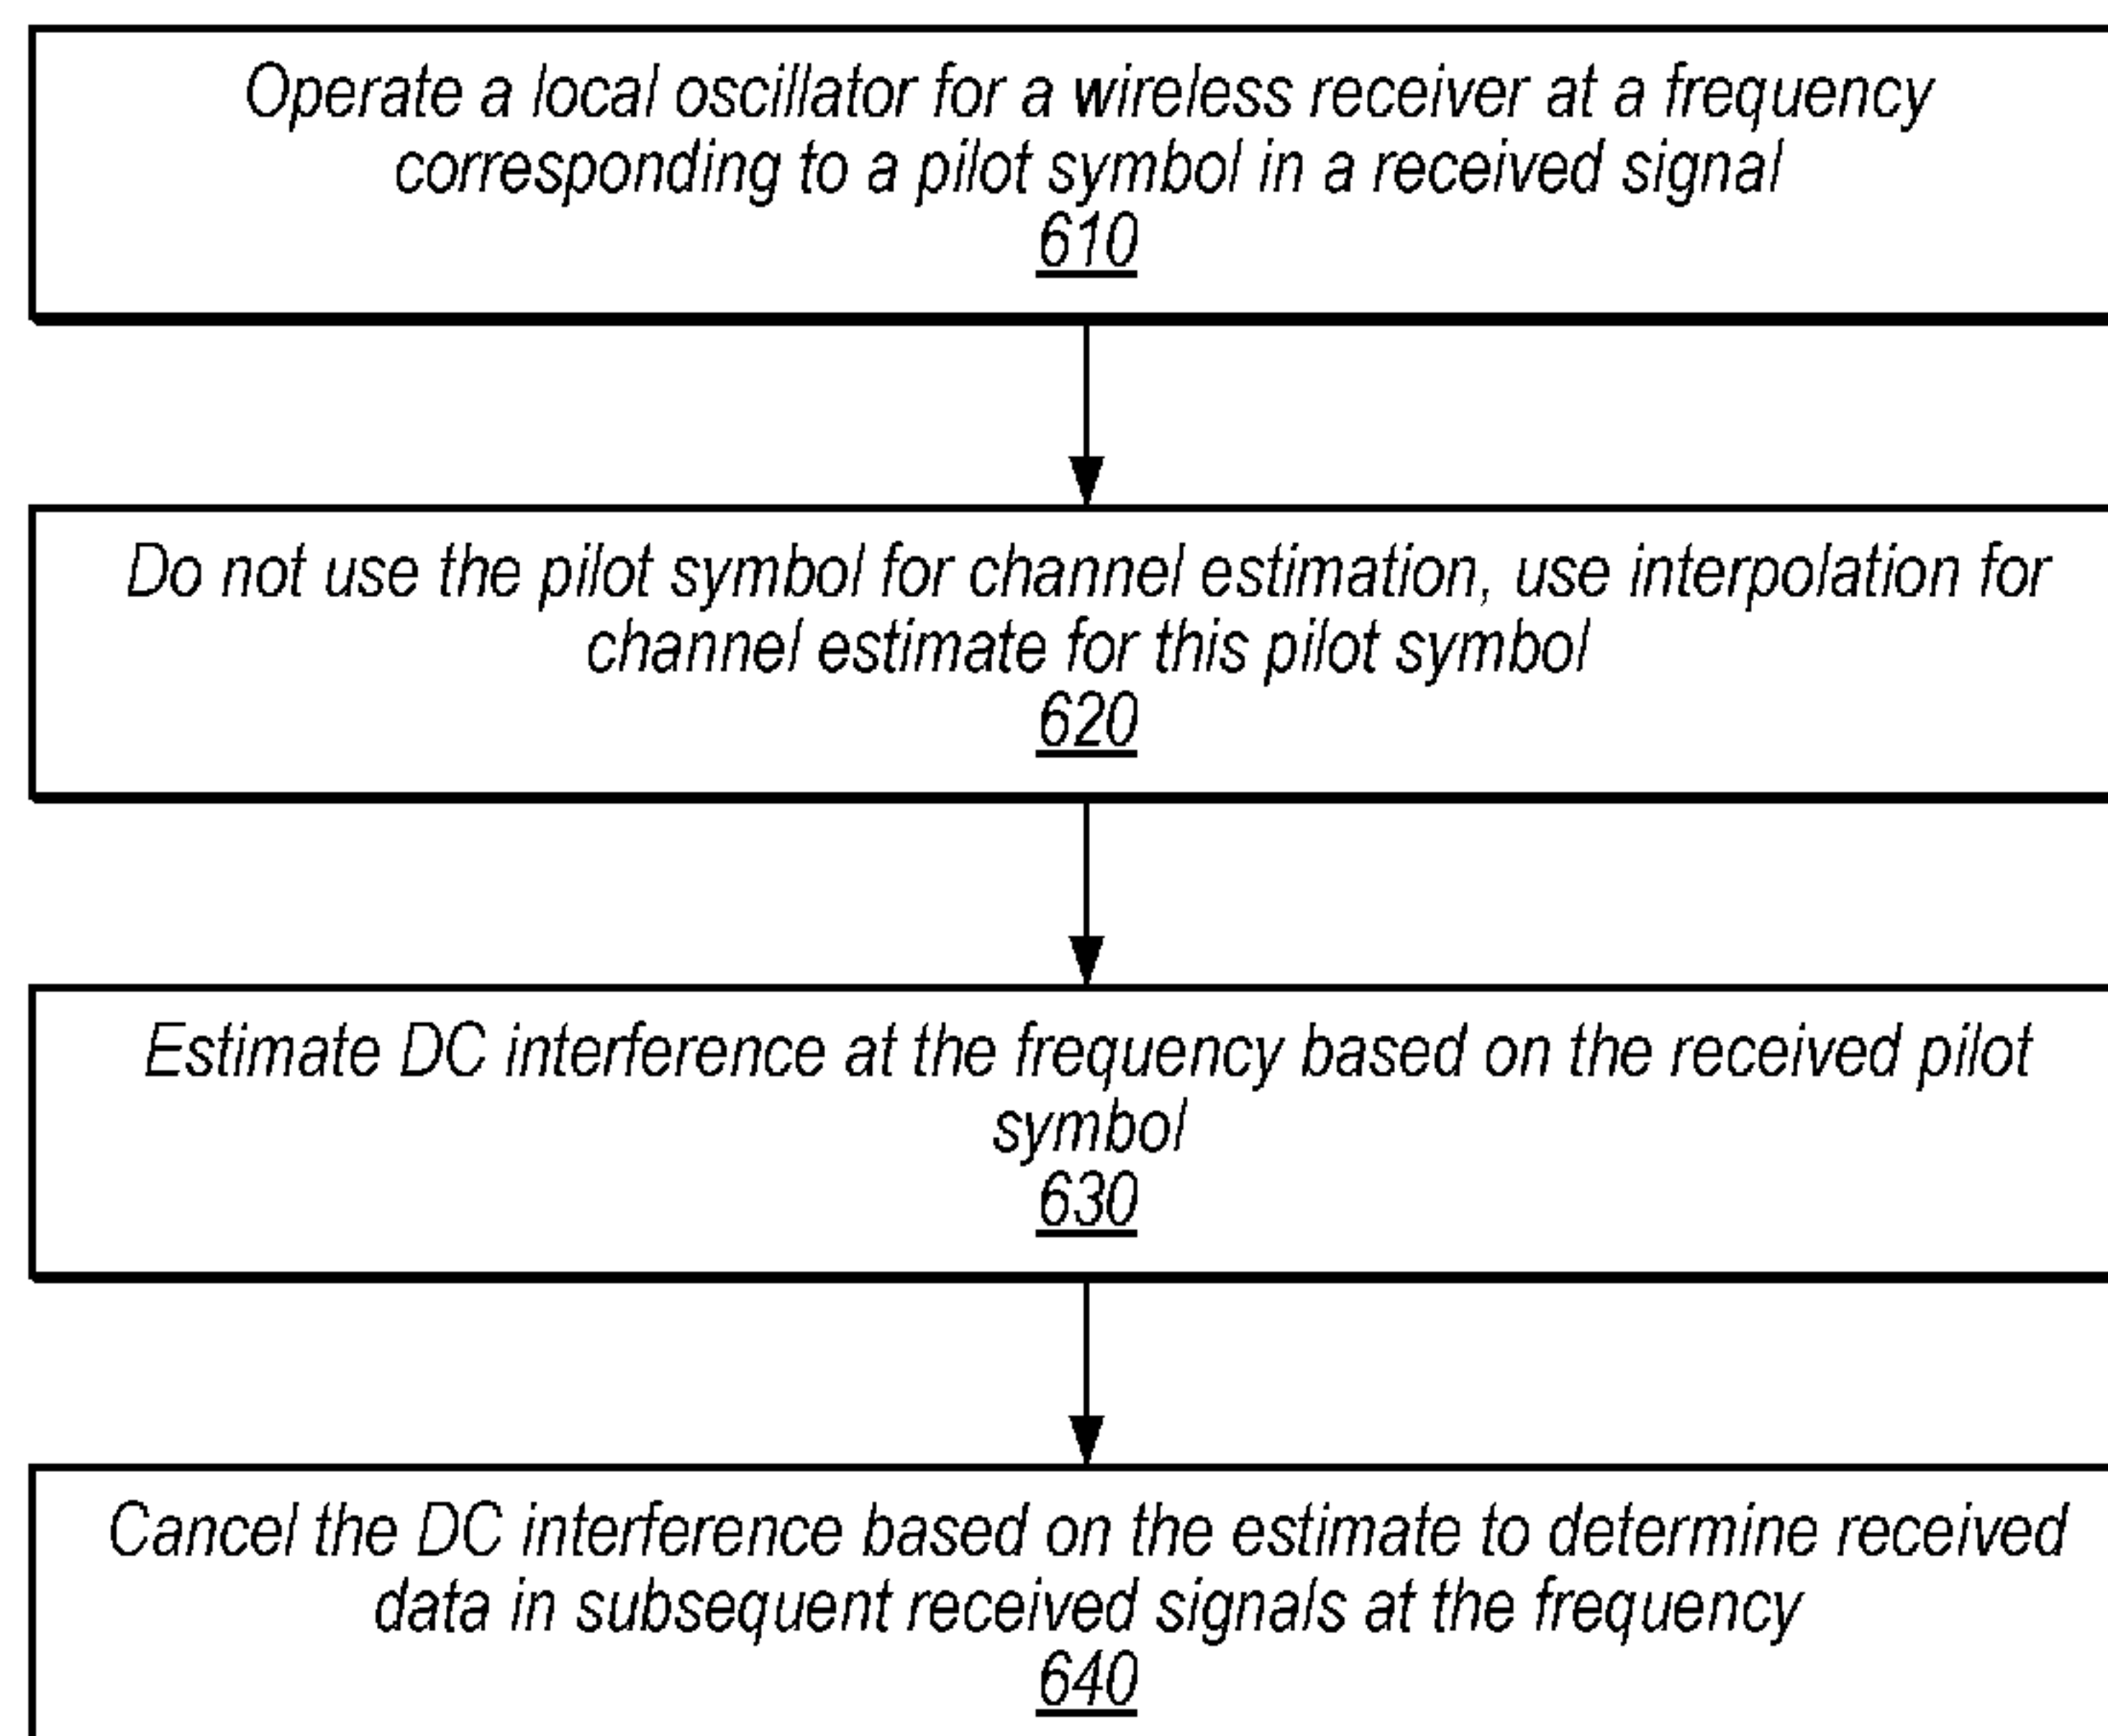 Operate a local oscillator for a wireless receiver at a frequency
corresponding to a pilot symbol in a received signal
610
Do not use the pilot symbol for channel estimation, use interpolation for
channel estimate for this pilot symbol
620
Estimate DC interference at the frequency based on the received pilot
symbol
630
Cancel the DC interference based on the estimate to determine received
data in subsequent received signals at the frequency
640